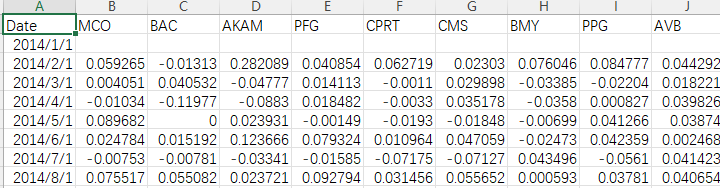 A B C D E F G H I J
Date MCO BAC AKAM PFG CPRT CMS BMY PPG AVB
2014/1/1
2014/2/1 0.059265 -0.01313 0.282089 0.040854 0.062719 0.02303 0.076046 0.084777 0.044292
2014/3/1 0.004051 0.040532 -0.04777 0.014113 -0.0011 0.029898 -0.03385 -0.02204 0.018221
2014/4/1 -0.01034 -0.11977 -0.0883 0.018482 -0.0033 0.035178 -0.0358 0.000827 0.039826
2014/5/1 0.089682 0 0.023931 -0.00149 -0.0193 -0.01848 -0.00699 0.041266 0.03874
2014/6/1 0.024784 0.015192 0.123666 0.079324 0.010964 0.047059 -0.02473 0.042359 0.002468
2014/7/1 -0.00753 -0.00781 -0.03341 -0.01585 -0.07175 -0.07127 0.043496 -0.0561 0.041423
2014/8/1 0.075517 0.055082 0.023721 0.092794 0.031456 0.055652 0.000593 0.03781 0.040654